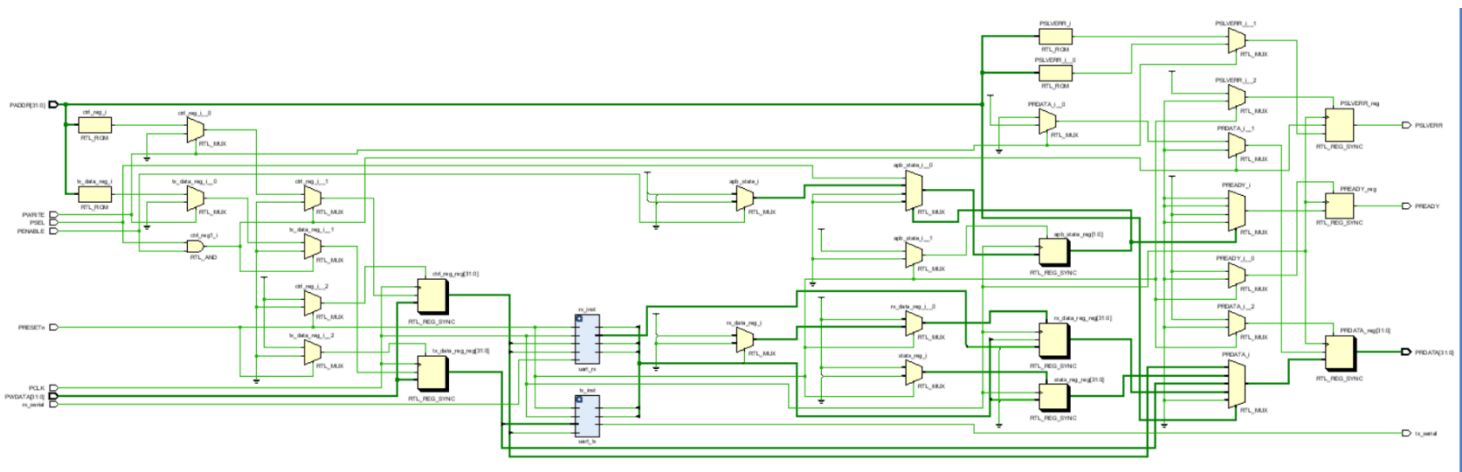 PSLVERR_i
RTL_ROM
PSLVERR_i__0
RTL_ROM
PSLVERR_i__1
RTL_MUX
PSLVERR_i__2
RTL_MUX
PSLVERR_reg
RTL_REG_SYNC
PSLVERR
PADDR[31:0]
ctrl_reg_i
RTL_ROM
ctrl_reg_i__0
RTL_MUX
PRDATA_i__0
RTL_MUX
PRDATA_i__1
RTL_MUX
tx_data_reg_i
RTL_ROM
tx_data_reg_i__0
RTL_MUX
ctrl_reg_i__1
RTL_MUX
apb_state_i
RTL_MUX
apb_state_i__0
RTL_MUX
PREADY_i
RTL_MUX
PREADY_reg
RTL_REG_SYNC
PREADY
PWRITE
PSEL
PENABLE
ctrl_reg1_i
RTL_AND
tx_data_reg_i__1
RTL_MUX
apb_state_i__1
RTL_MUX
apb_state_reg[1:0]
RTL_REG_SYNC
PREADY_i__0
RTL_MUX
ctrl_reg_i__2
RTL_MUX
ctrl_reg_reg[31:0]
RTL_REG_SYNC
PRESETn
tx_data_reg_i__2
RTL_MUX
rx_inst
uart_rx
rx_data_reg_i
RTL_MUX
rx_data_reg_i__0
RTL_MUX
rx_data_reg_reg[31:0]
RTL_REG_SYNC
PRDATA_i__2
RTL_MUX
PRDATA_reg[31:0]
RTL_REG_SYNC
PRDATA[31:0]
tx_data_reg_reg[31:0]
RTL_REG_SYNC
stats_reg_i
RTL_MUX
stats_reg_reg[31:0]
RTL_REG_SYNC
PRDATA_i
RTL_MUX
PCLK
PWDATA[31:0]
rx_serial
tx_inst
uart_tx
tx_serial